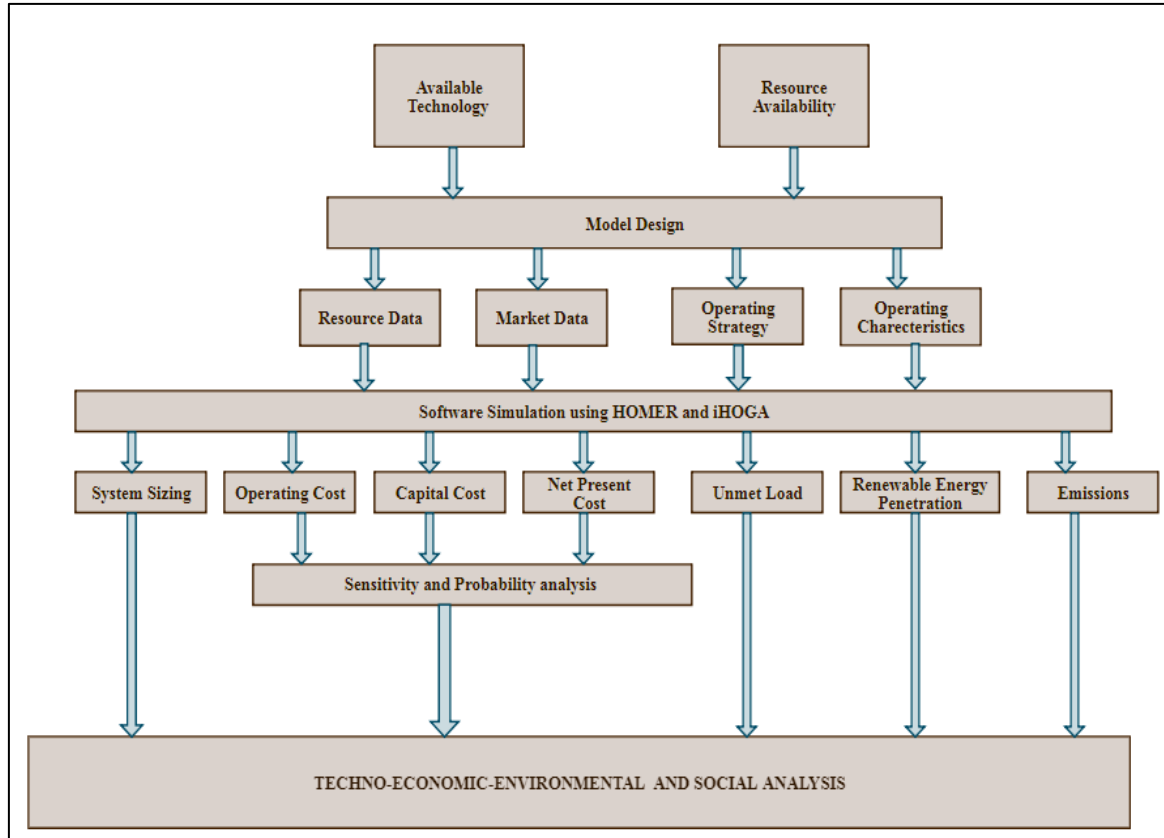 Available
Technology
Resource
Availability
Model Design
Resource Data
Market Data
Operating
Strategy
Operating
Charecteristics
Software Simulation using HOMER and iHOGA
System Sizing
Operating Cost
Capital Cost
Net Present
Cost
Unmet Load
Renewable Energy
Penetration
Emissions
Sensitivity and Probability analysis
TECHNO-ECONOMIC-ENVIRONMENTAL AND SOCIAL ANALYSIS